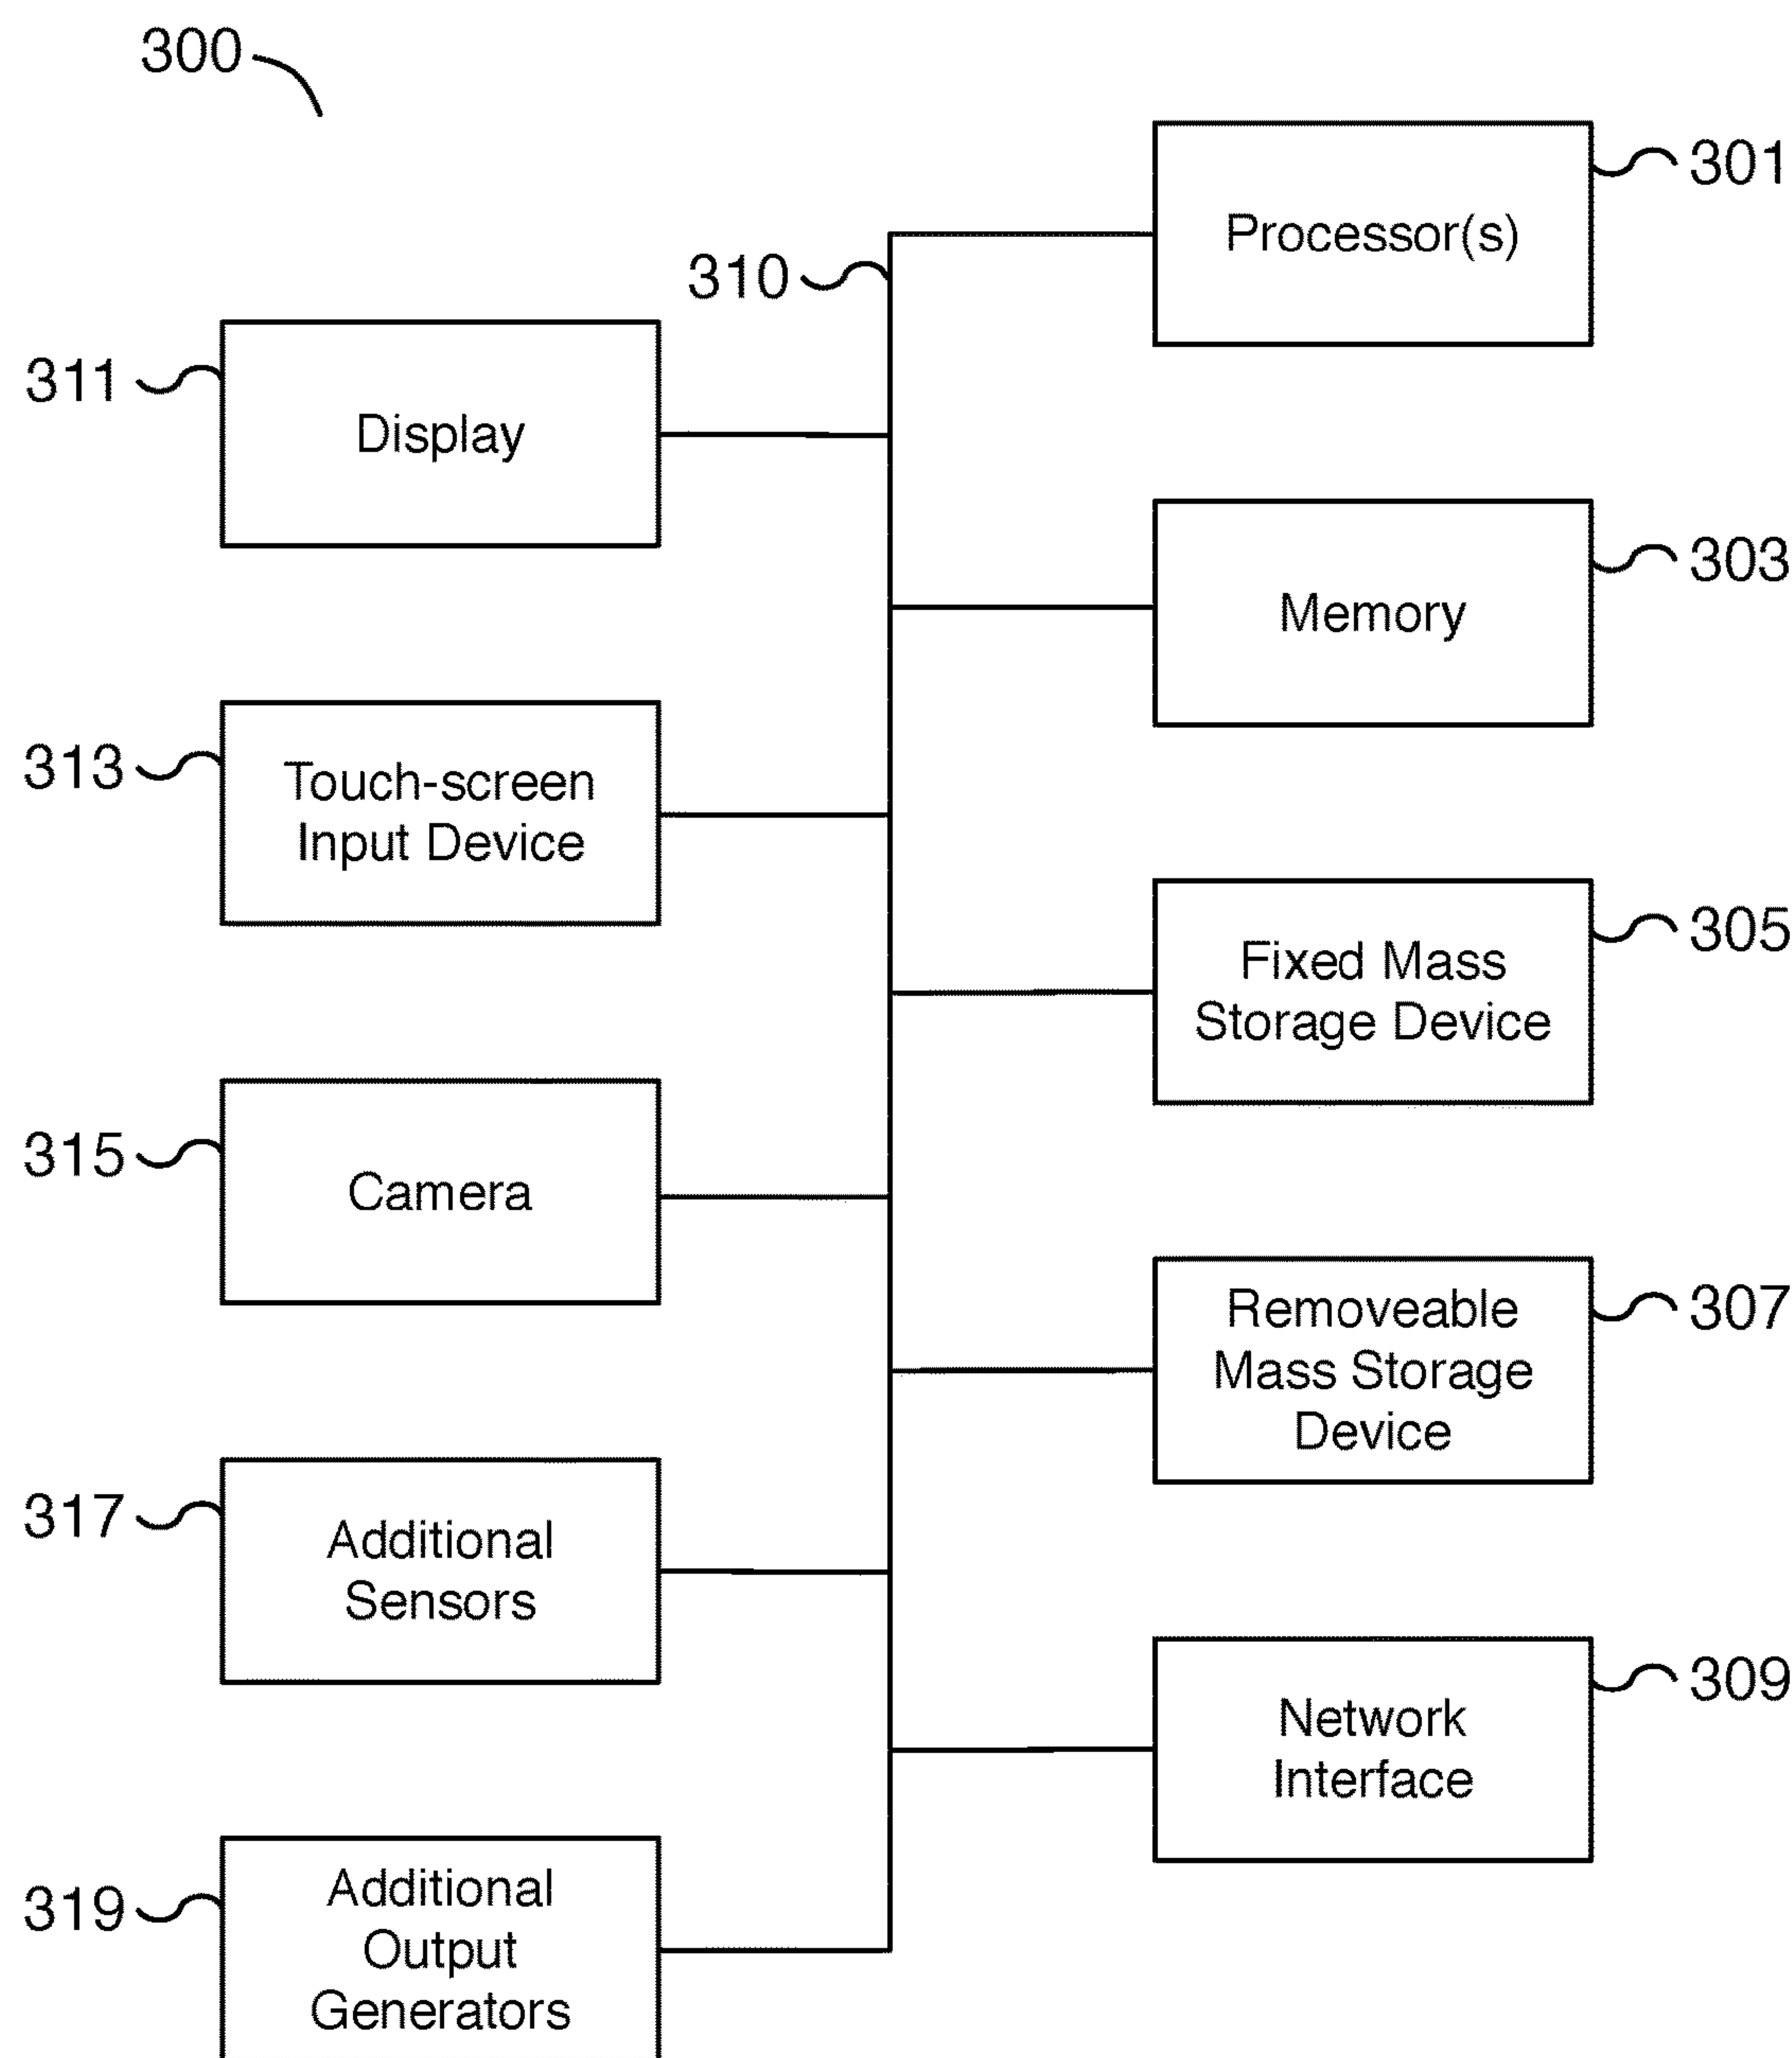 300
301
Processor(s)
310
311
Display
303
Memory
313
Touch-screen
Input Device
305
Fixed Mass
Storage Device
315
Camera
307
Removeable
Mass Storage
Device
317
Additional
Sensors
309
Network
Interface
319
Additional
Output
Generators